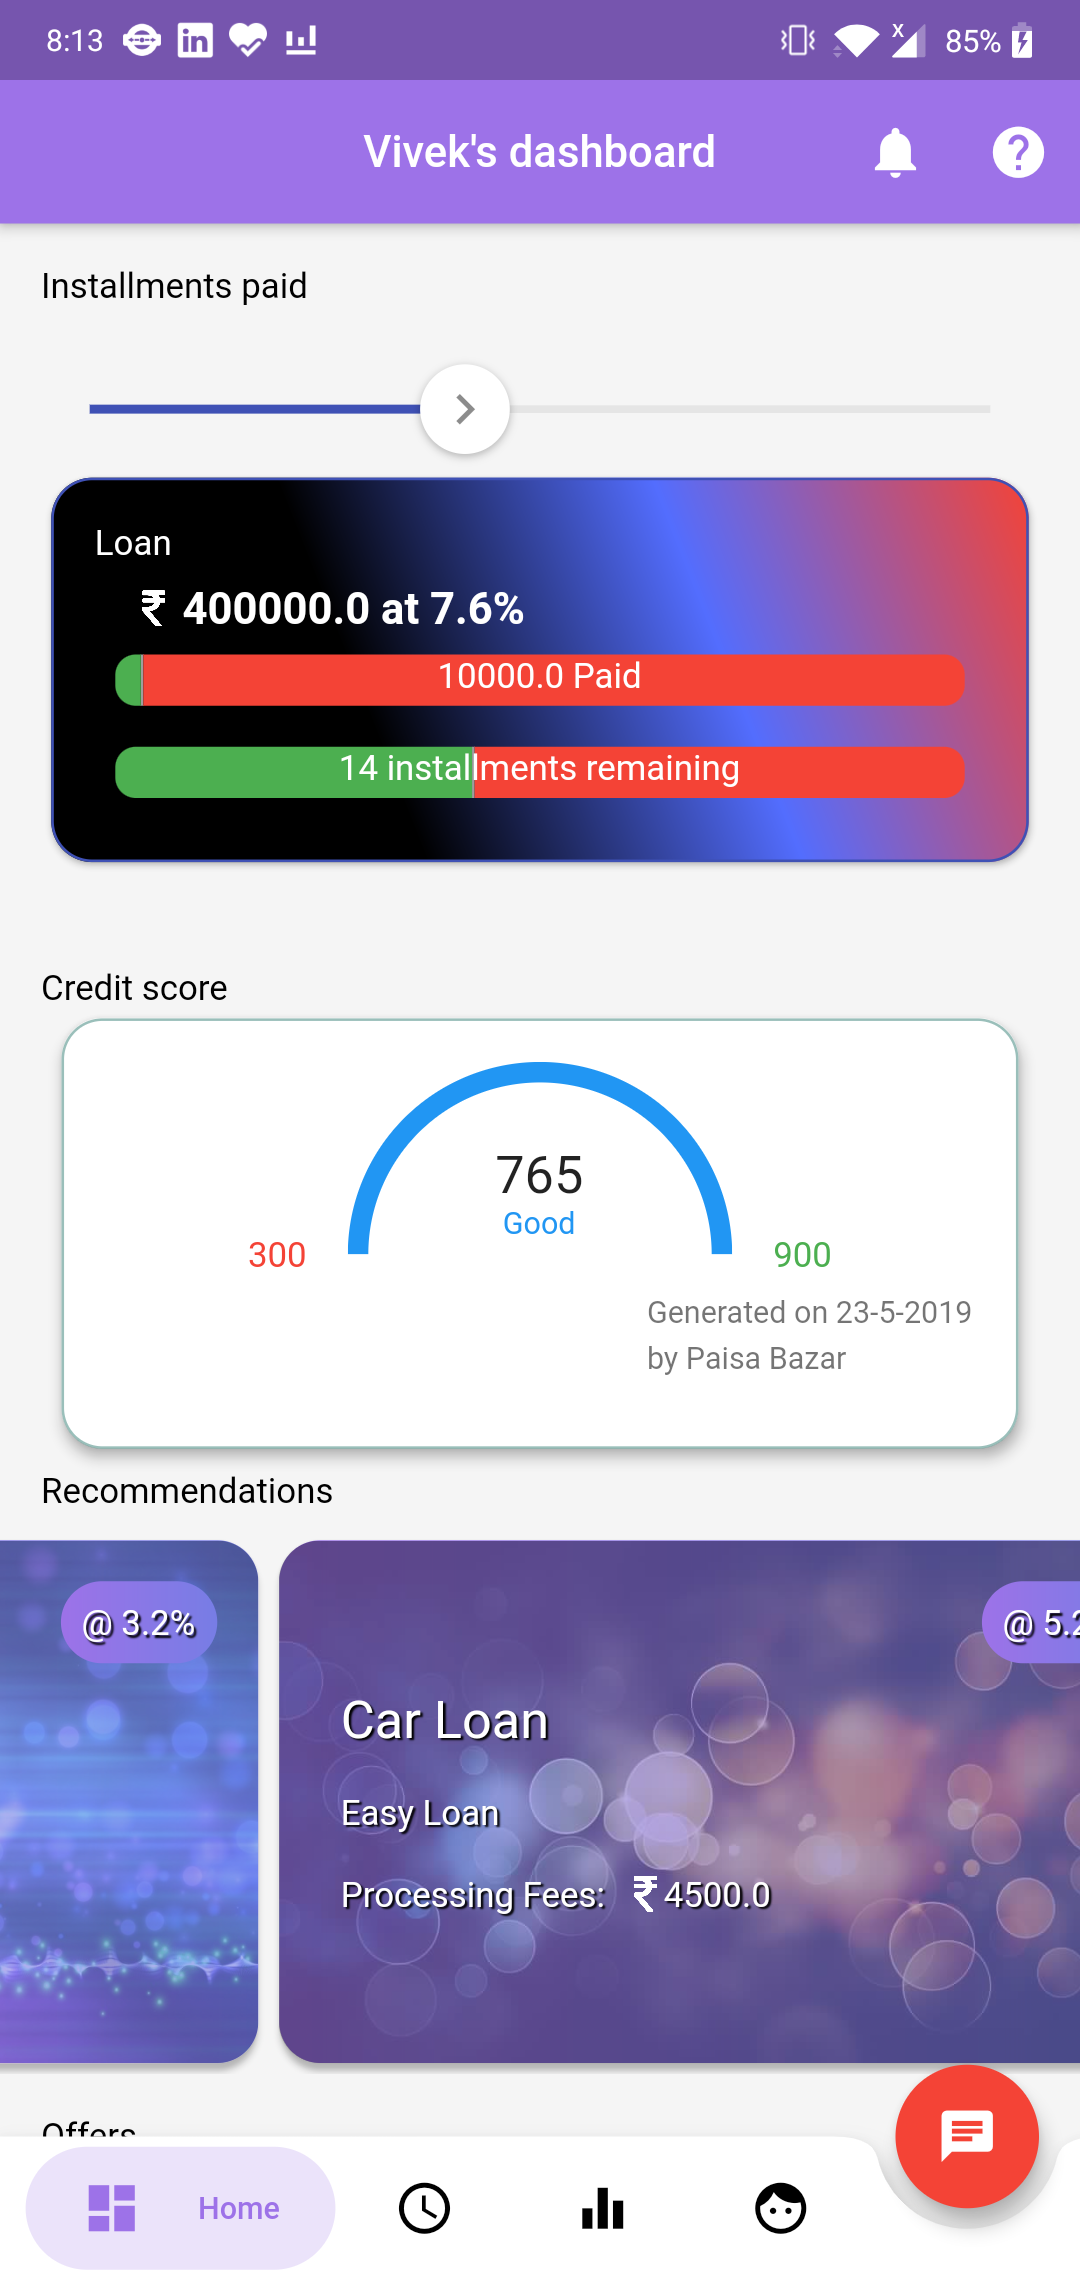 8:13
85%
Vivek's dashboard
Installments paid
Loan
₹ 400000.0 at 7.6%
10000.0 Paid
14 installments remaining
Credit score
765
Good
300
900
Generated on 23-5-2019
by Paisa Bazar
Recommendations
@ 3.2%
@ 5.2
Car Loan
Easy Loan
Processing Fees: ₹ 4500.0
Offers
Home